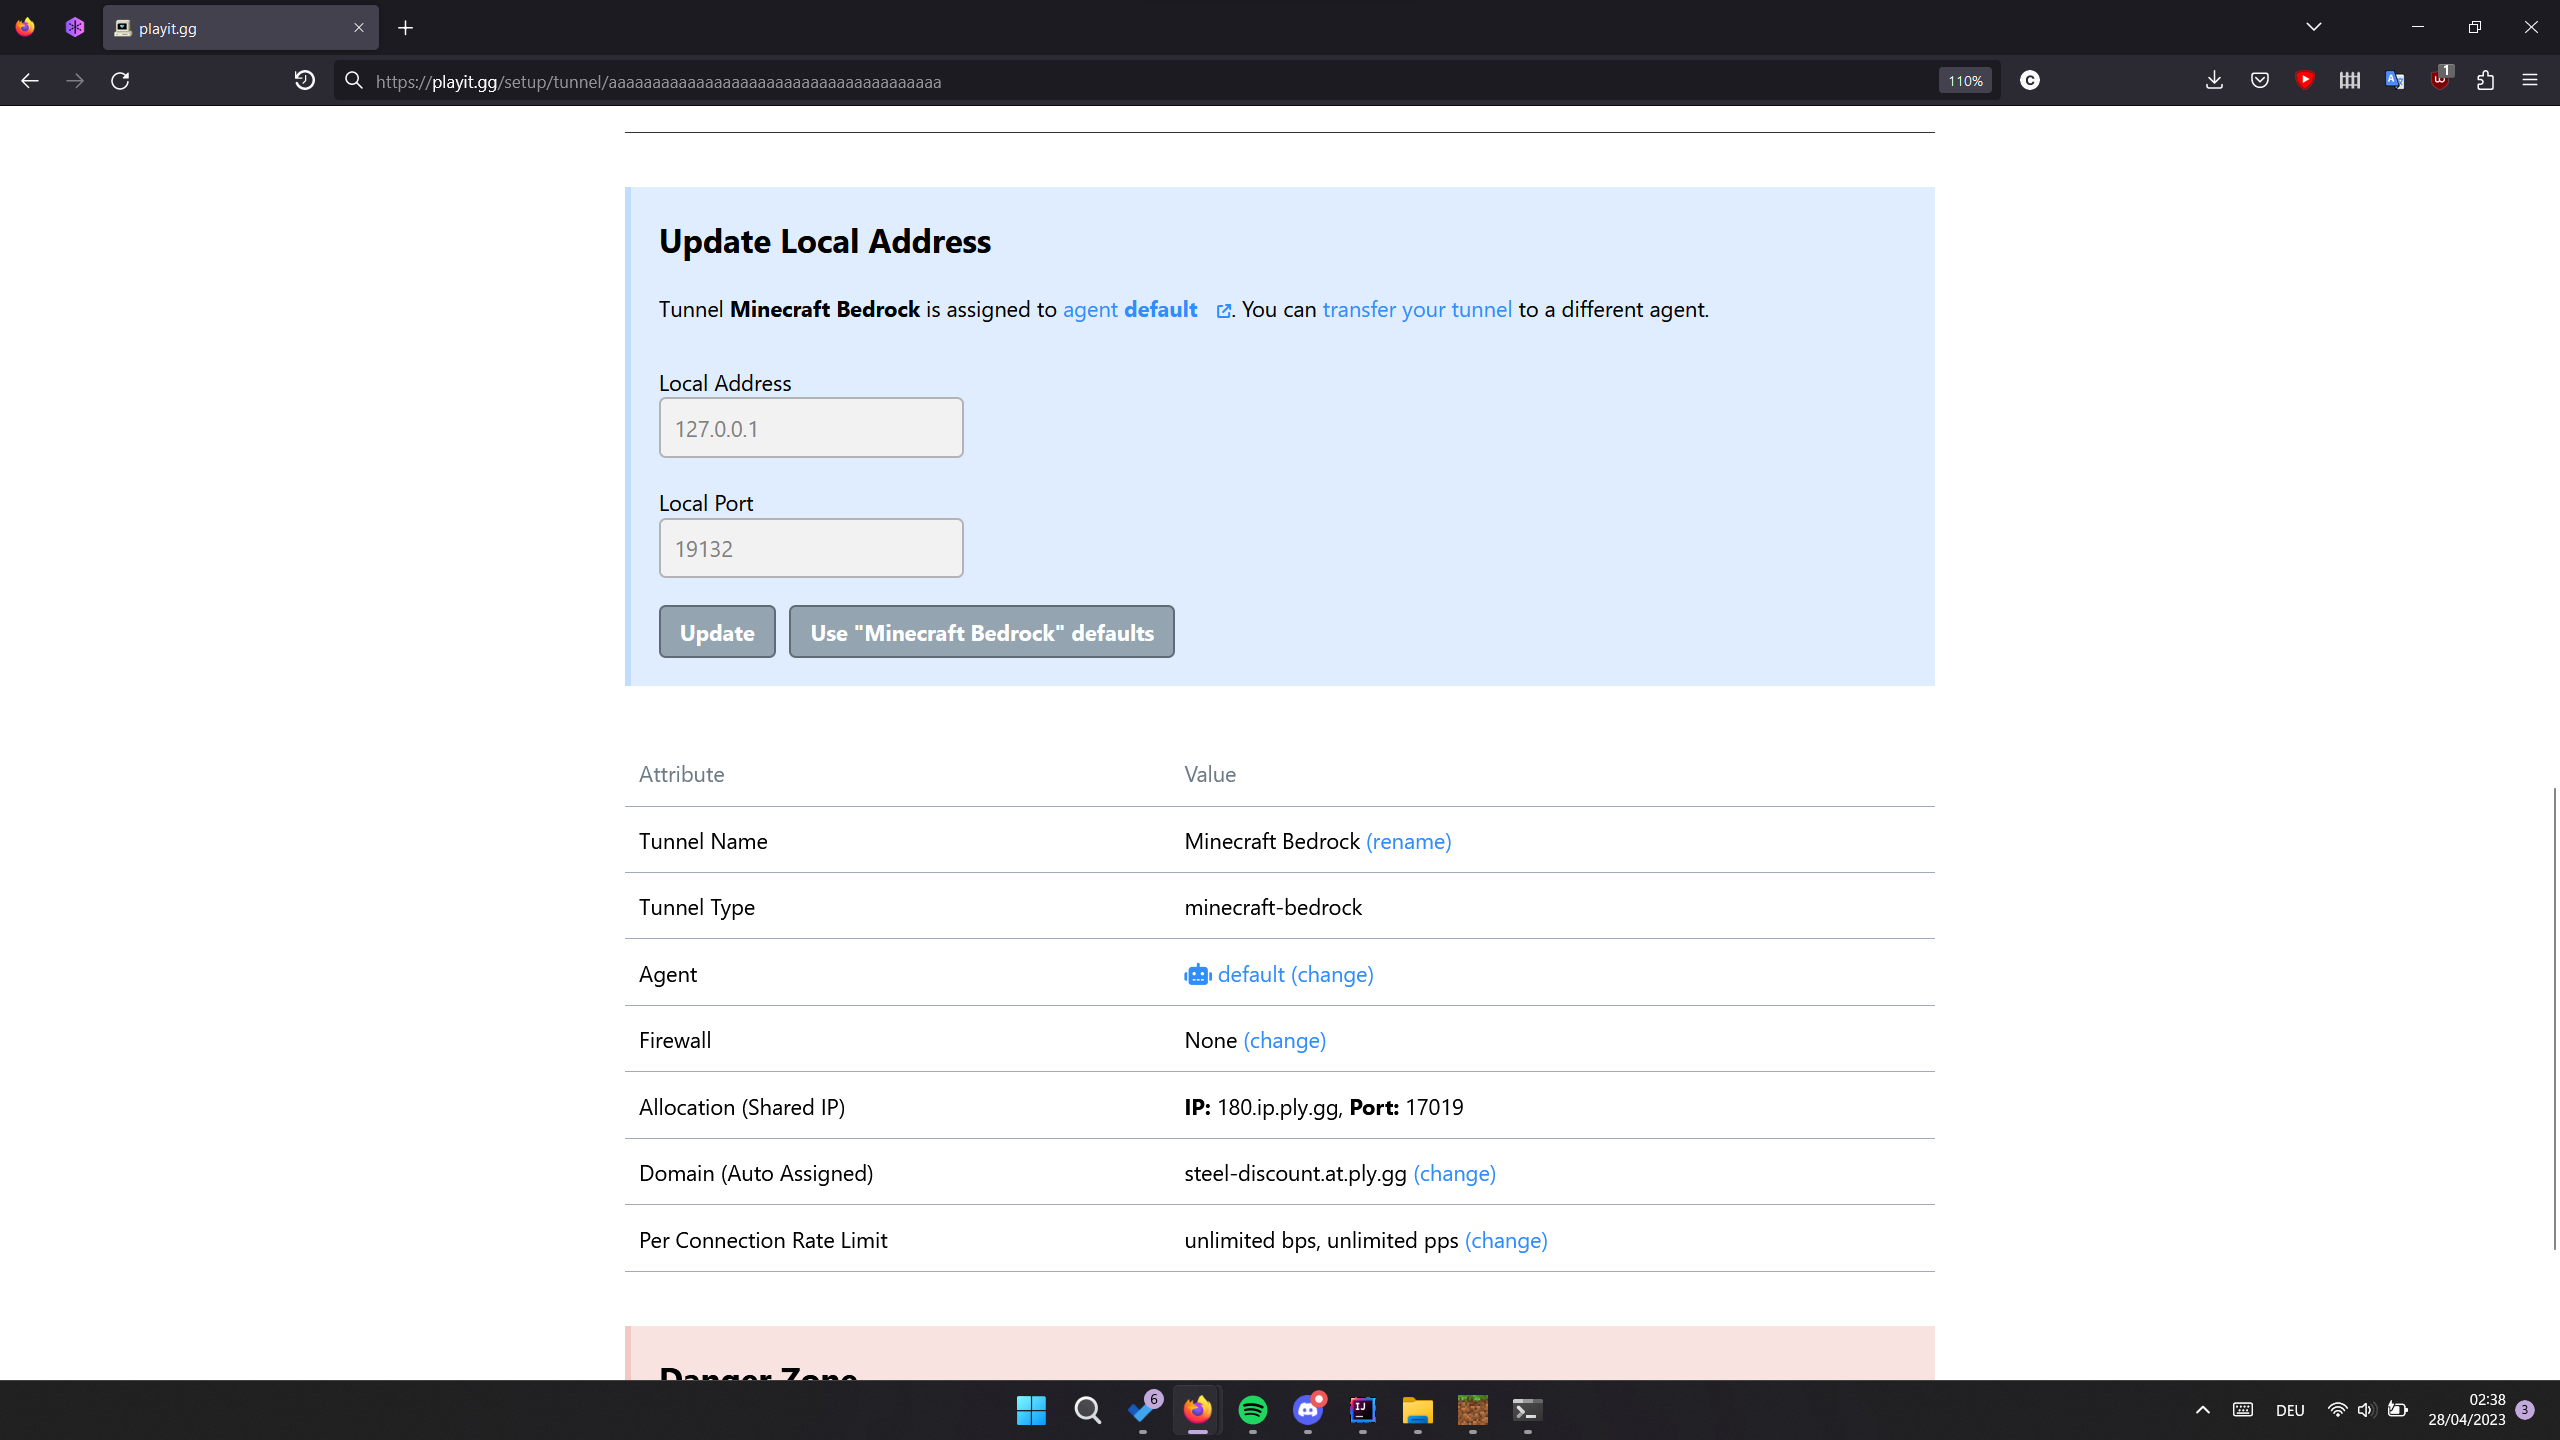 playit.gg
https://playit.gg/setup/tunnel/aaaaaaaaaaaaaaaaaaaaaaaaaaaaaaaaaaaaaa
110%
1
Update Local Address
Tunnel Minecraft Bedrock is assigned to agent default. You can transfer your tunnel to a different agent.
Local Address
127.0.0.1
Local Port
19132
Update Use "Minecraft Bedrock" defaults
Attribute Value
Tunnel Name Minecraft Bedrock (rename)
Tunnel Type minecraft-bedrock
Agent default (change)
Firewall None (change)
Allocation (Shared IP) IP: 180.ip.ply.gg, Port: 17019
Domain (Auto Assigned) steel-discount.at.ply.gg (change)
Per Connection Rate Limit unlimited bps, unlimited pps (change)
Danger Zone
6
DEU
02:38
28/04/2023
3